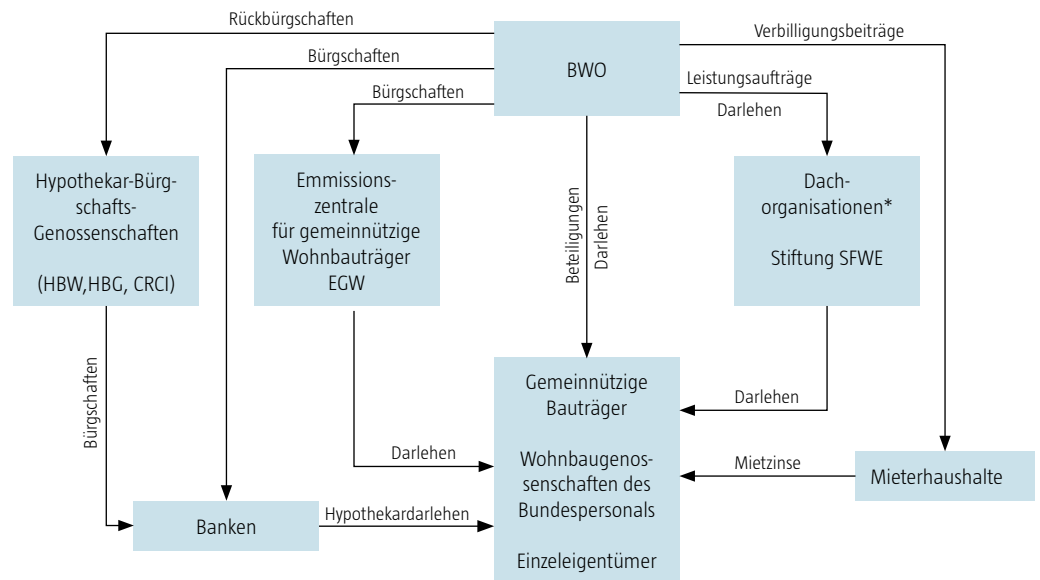 Rückbürgschaften
Verbilligungsbeiträge
Bürgschaften
BWO
Leistungsaufträge
Bürgschaften
Darlehen
Hypothekar-Bürg-
schafts-
Genossenschaften
(HBW,HBG, CRCI)
Emmissions-
zentrale
für gemeinnützige
Wohnbauträger
EGW
Beteiligungen
Darlehen
Dach-
organisationen*
Stiftung SFWE
Bürgschaften
Gemeinnützige
Bauträger
Wohnbaugenos-
senschaften des
Bundespersonals
Einzeleigentümer
Darlehen
Darlehen
Mietzinse
Mieterhaushalte
Banken
Hypothekardarlehen